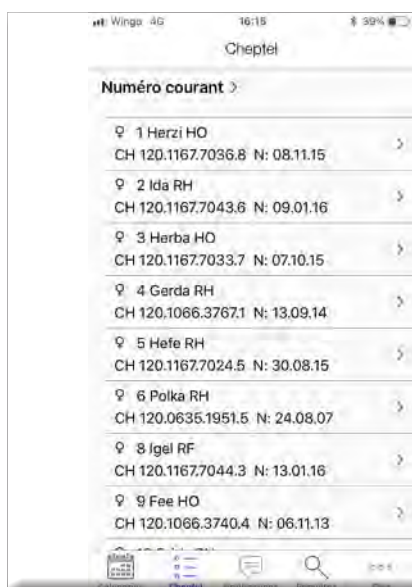 Wingo 4G 16:15 39%
Cheptel
Numéro courant >
♀ 1 Herzi HO
CH 120.1167.7036.8 N: 08.11.15
♀ 2 Ida RH
CH 120.1167.7043.6 N: 09.01.16
♀ 3 Herba HO
CH 120.1167.7033.7 N: 07.10.15
♀ 4 Gerda RH
CH 120.1066.3767.1 N: 13.09.14
♀ 5 Hefe RH
CH 120.1167.7024.5 N: 30.08.15
♀ 6 Polka RH
CH 120.0635.1951.5 N: 24.08.07
♀ 8 Igel RF
CH 120.1167.7044.3 N: 13.01.16
♀ 9 Fee HO
CH 120.1066.3740.4 N: 06.11.13
Cheptel